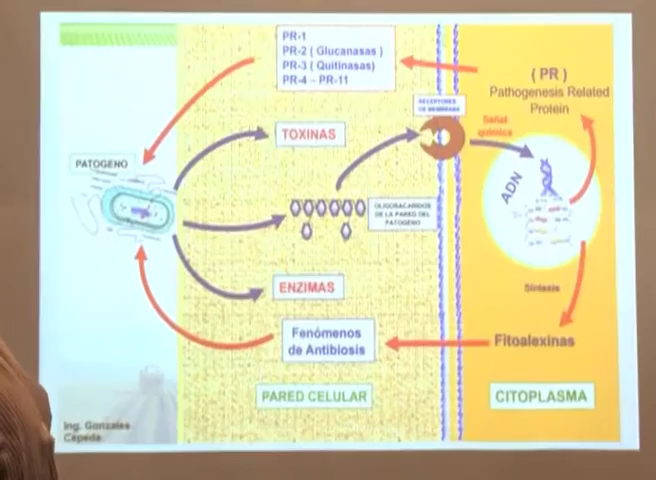 PR-1
PR-2 ( Glucanasas )
PR-3 (Quitinasas)
PR-4 – PR-11
( PR )
Pathogenesis Related
Protein
RECEPTORES
DE MEMBRANA
Señal
química
TOXINAS
PATOGENO
ADN
OLIGOSACARIDOS
DE LA PARED DEL
PATOGENO
ENZIMAS
Síntesis
Fenómenos
de Antibiosis
Fitoalexinas
PARED CELULAR
CITOPLASMA
Ing. Gonzales
Cepeda